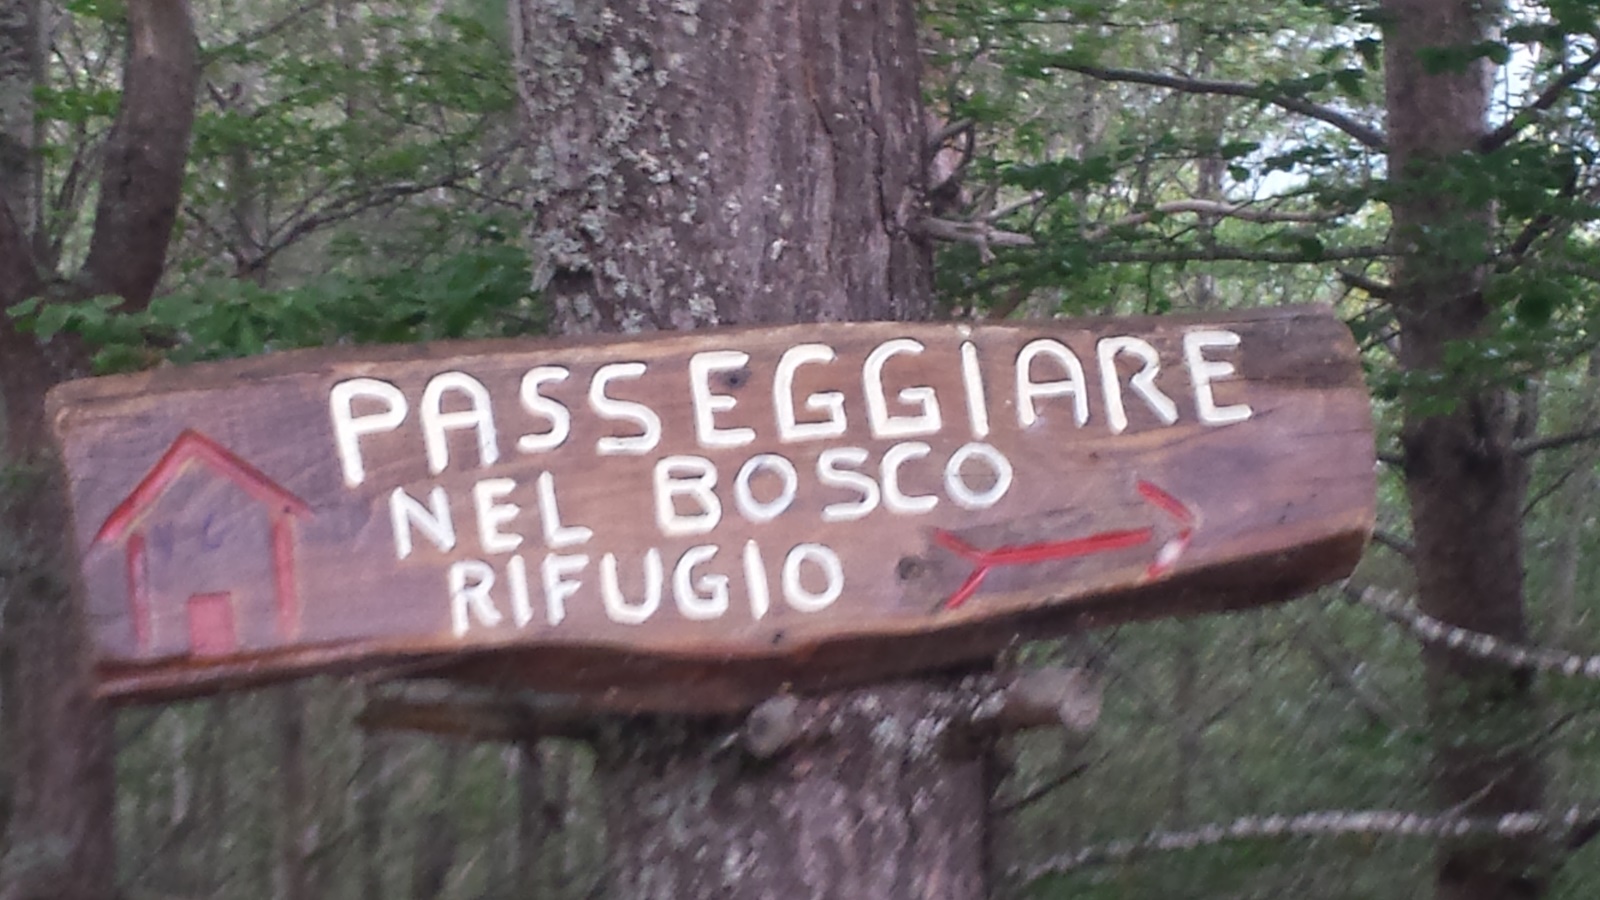 PASSEGGIARE
NEL BOSCO
RIFUGIO